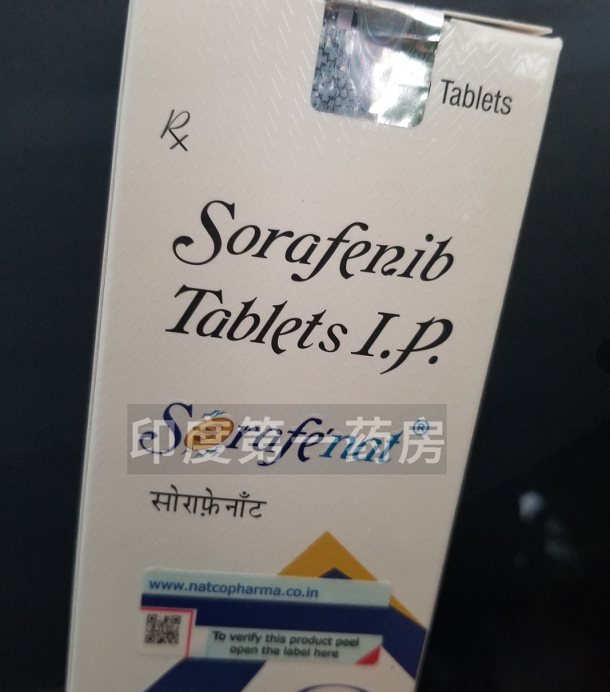 Tablets
Rx
Sorafenib
Tablets I.P.
Sorafenat®
印度第一药房
सोराफ़ेनॉंट
www.natcopharma.co.in
To verify this product peel
open the label here